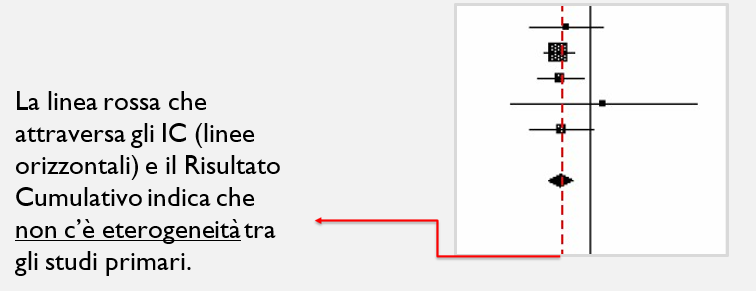 La linea rossa che
attraversa gli IC (linee
orizzontali) e il Risultato
Cumulativo indica che
non c'è eterogeneità tra
gli studi primari.